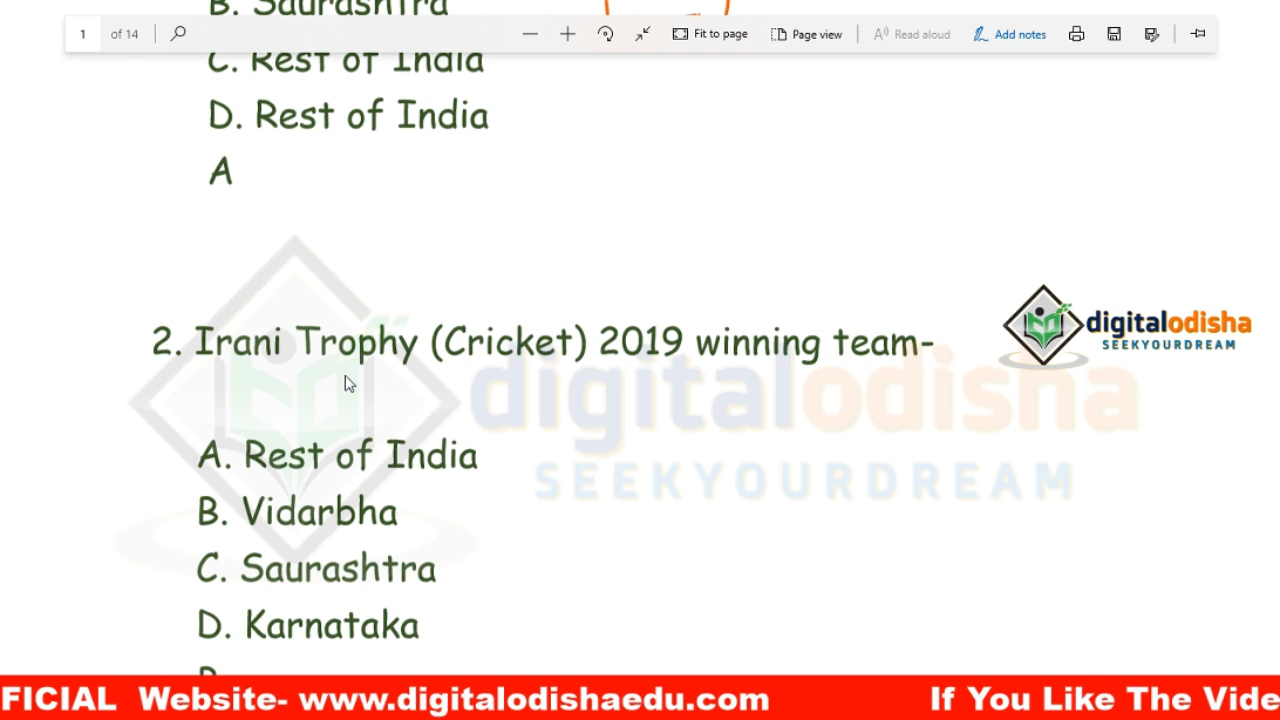 B. Saurashtra
1 of 14 Fit to page Page view Read aloud Add notes
C. Rest of India
D. Rest of India
A
2. Irani Trophy (Cricket) 2019 winning team-
digitalodisha
SEEKYOURDREAM
digitalodisha
SEEKYOURDREAM
A. Rest of India
B. Vidarbha
C. Saurashtra
D. Karnataka
FICIAL Website- www.digitalodishaedu.com If You Like The Vide